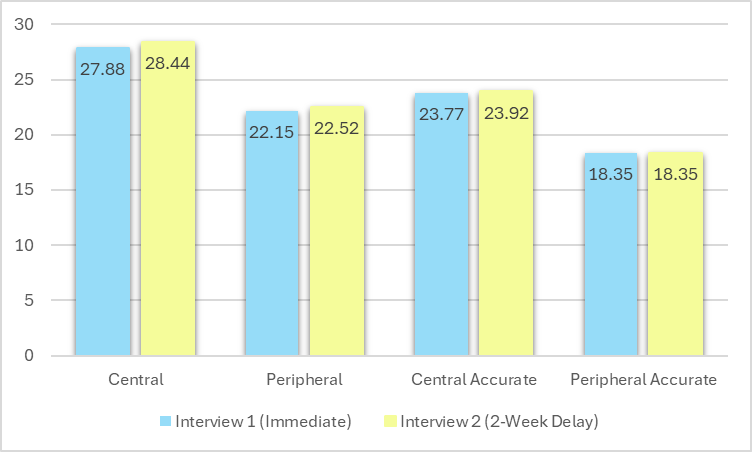 30
25
20
15
10
5
0
27.88
28.44
22.15
22.52
23.77
23.92
18.35
18.35
Central
Peripheral
Central Accurate
Peripheral Accurate
Interview 1 (Immediate)
Interview 2 (2-Week Delay)